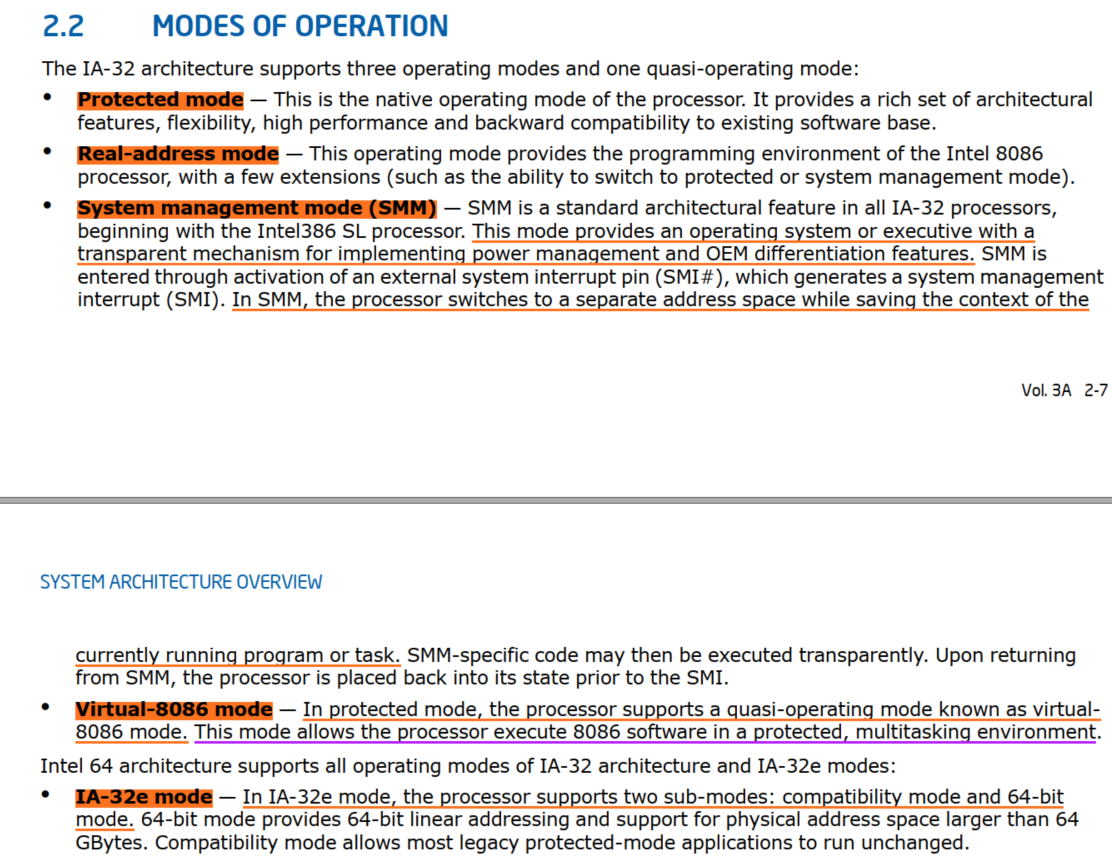 2.2 MODES OF OPERATION
The IA-32 architecture supports three operating modes and one quasi-operating mode:
• Protected mode — This is the native operating mode of the processor. It provides a rich set of architectural
features, flexibility, high performance and backward compatibility to existing software base.
• Real-address mode — This operating mode provides the programming environment of the Intel 8086
processor, with a few extensions (such as the ability to switch to protected or system management mode).
• System management mode (SMM) — SMM is a standard architectural feature in all IA-32 processors,
beginning with the Intel386 SL processor. This mode provides an operating system or executive with a
transparent mechanism for implementing power management and OEM differentiation features. SMM is
entered through activation of an external system interrupt pin (SMI#), which generates a system management
interrupt (SMI). In SMM, the processor switches to a separate address space while saving the context of the
Vol. 3A 2-7
SYSTEM ARCHITECTURE OVERVIEW
currently running program or task. SMM-specific code may then be executed transparently. Upon returning
from SMM, the processor is placed back into its state prior to the SMI.
• Virtual-8086 mode — In protected mode, the processor supports a quasi-operating mode known as virtual-
8086 mode. This mode allows the processor execute 8086 software in a protected, multitasking environment.
Intel 64 architecture supports all operating modes of IA-32 architecture and IA-32e modes:
• IA-32e mode — In IA-32e mode, the processor supports two sub-modes: compatibility mode and 64-bit
mode. 64-bit mode provides 64-bit linear addressing and support for physical address space larger than 64
GBytes. Compatibility mode allows most legacy protected-mode applications to run unchanged.